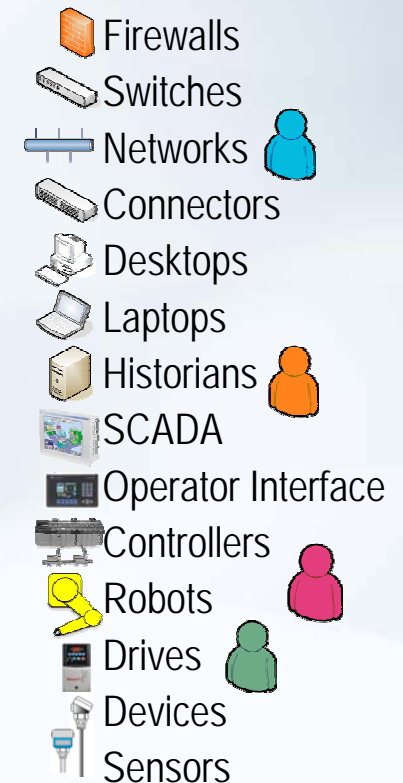 Firewalls
Switches
Networks
Connectors
Desktops
Laptops
Historians
SCADA
Operator Interface
Controllers
Robots
Drives
Devices
Sensors